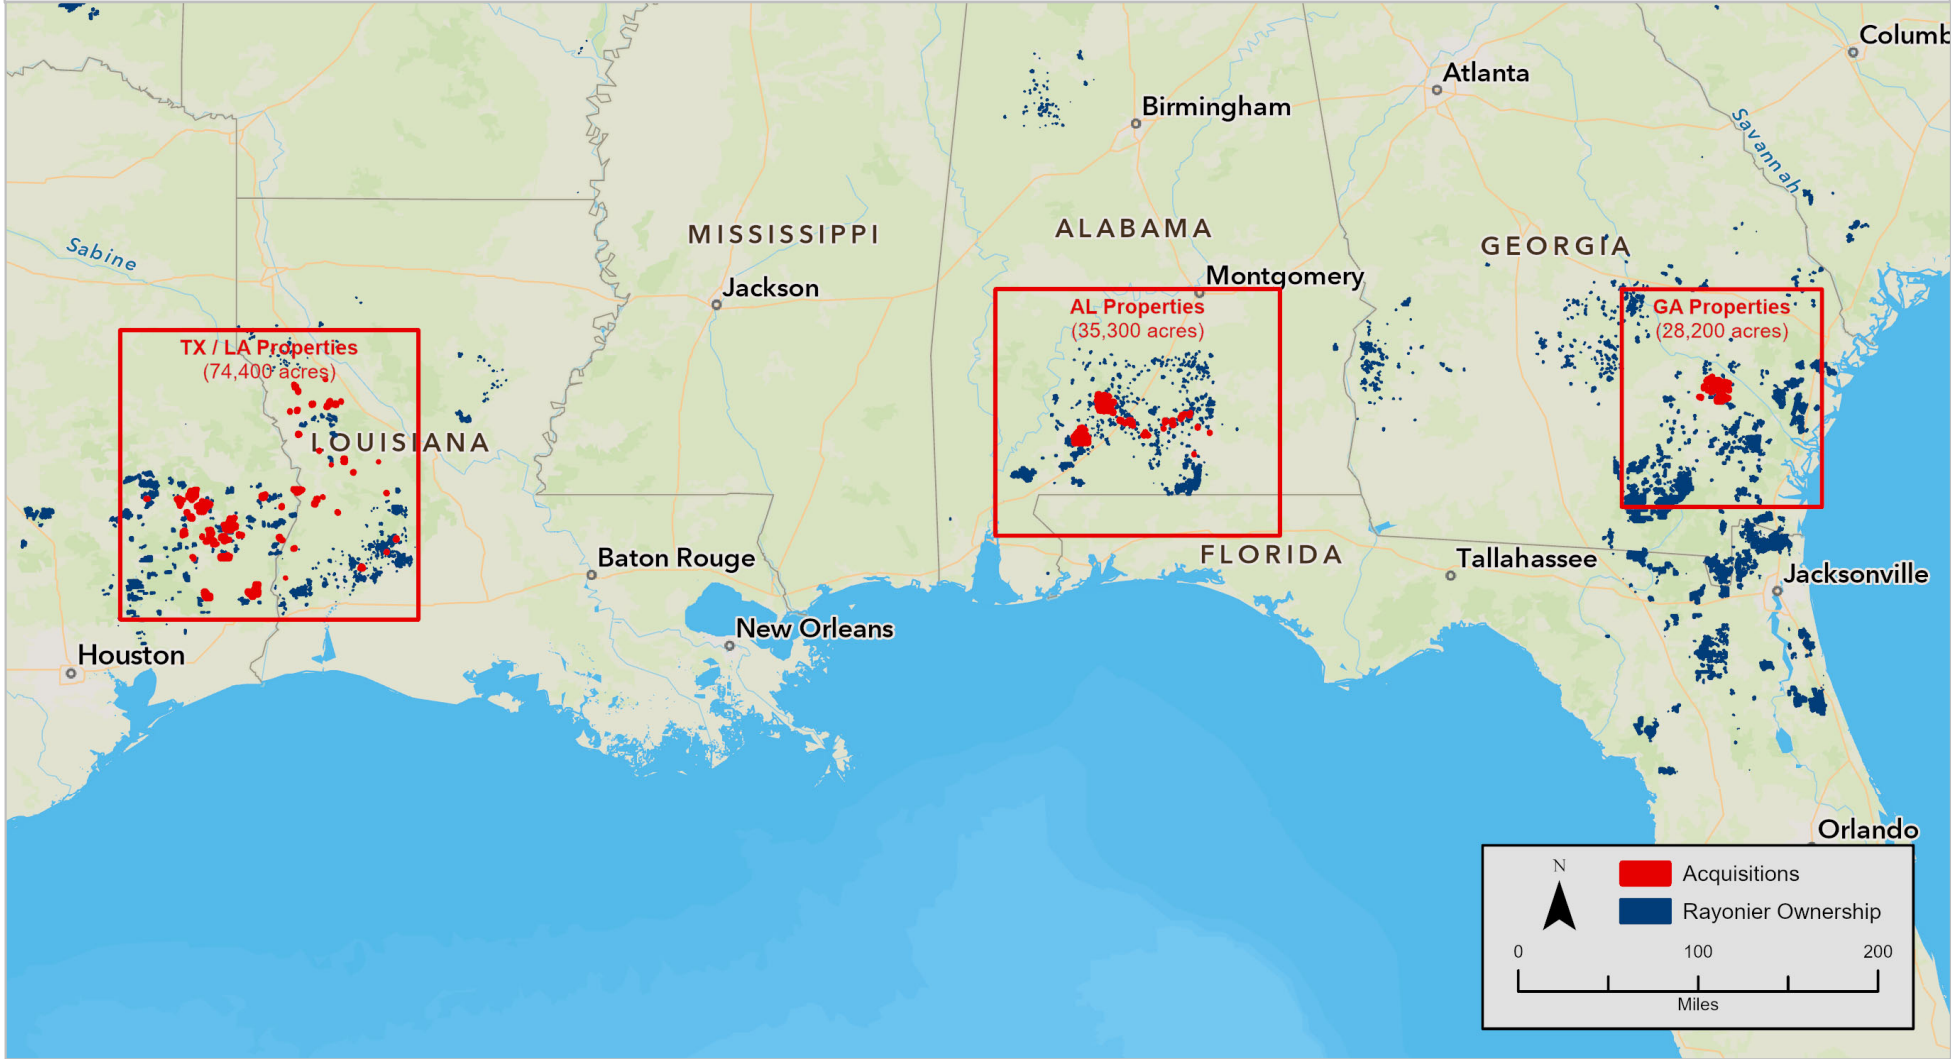 Columb
Atlanta
Birmingham
Savannah
MISSISSIPPI
ALABAMA
GEORGIA
Sabine
Montgomery
Jackson
AL Properties
(35,300 acres)
GA Properties
(28,200 acres)
TX / LA Properties
(74,400 acres)
LOUISIANA
Baton Rouge
FLORIDA
Tallahassee
Jacksonville
New Orleans
Houston
Orlando
N
Acquisitions
Rayonier Ownership
0 100 200
Miles